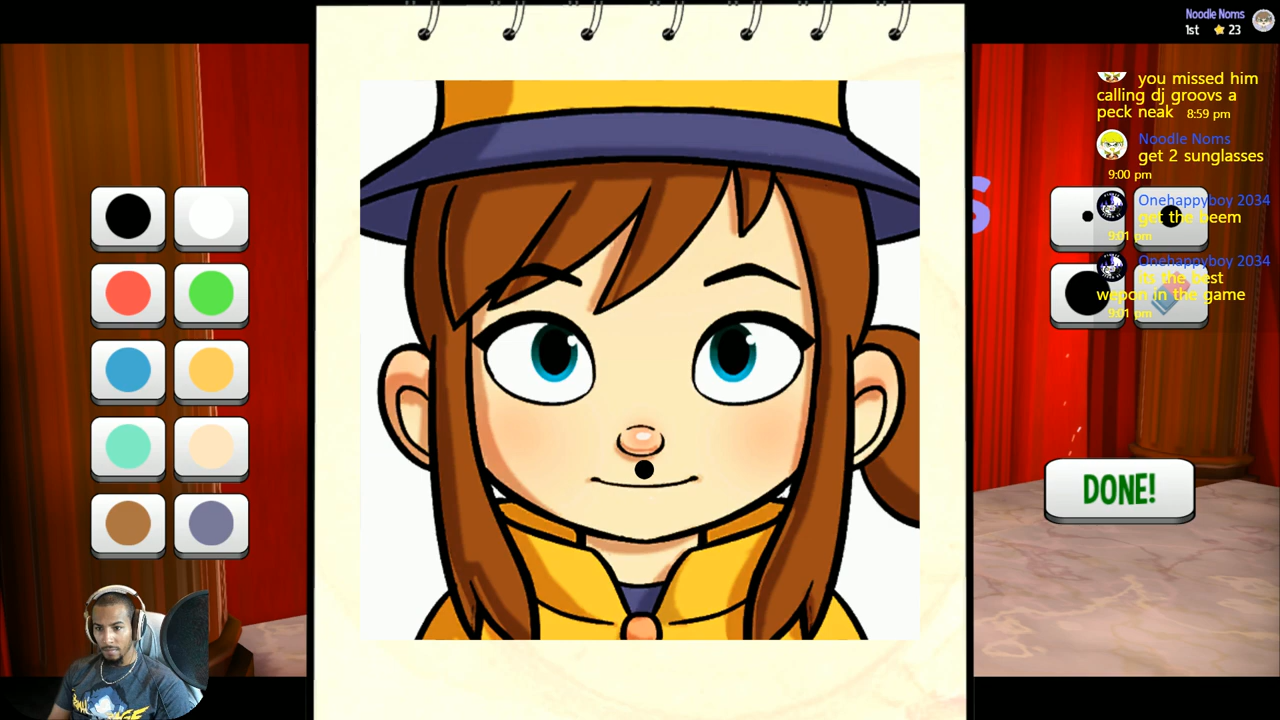 Noodle Noms
1st ★ 23
you missed him
calling dj groovs a
peck neak 8:59 pm
Noodle Noms
get 2 sunglasses
9:00 pm
Onehappyboy 2034
get the beem
9:01 pm
Onehappyboy 2034
its the best
wepon in the game
9:01 pm
DONE!